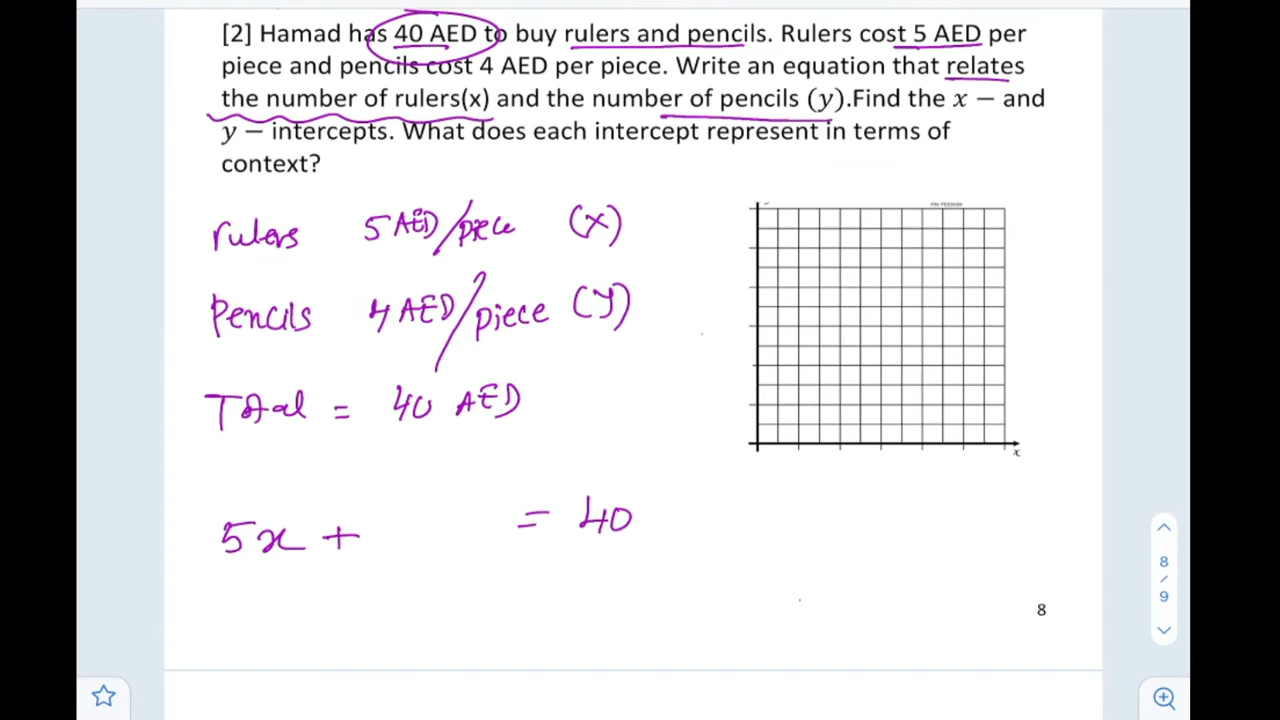 [2] Hamad has 40 AED to buy rulers and pencils. Rulers cost 5 AED per
piece and pencils cost 4 AED per piece. Write an equation that relates
the number of rulers(x) and the number of pencils (y).Find the x − and
y − intercepts. What does each intercept represent in terms of
context?
rulers 5 AED/piece (x)
Pencils 4 AED/piece (y)
Total = 40 AED
5x + = 40
x
8
8
/
9